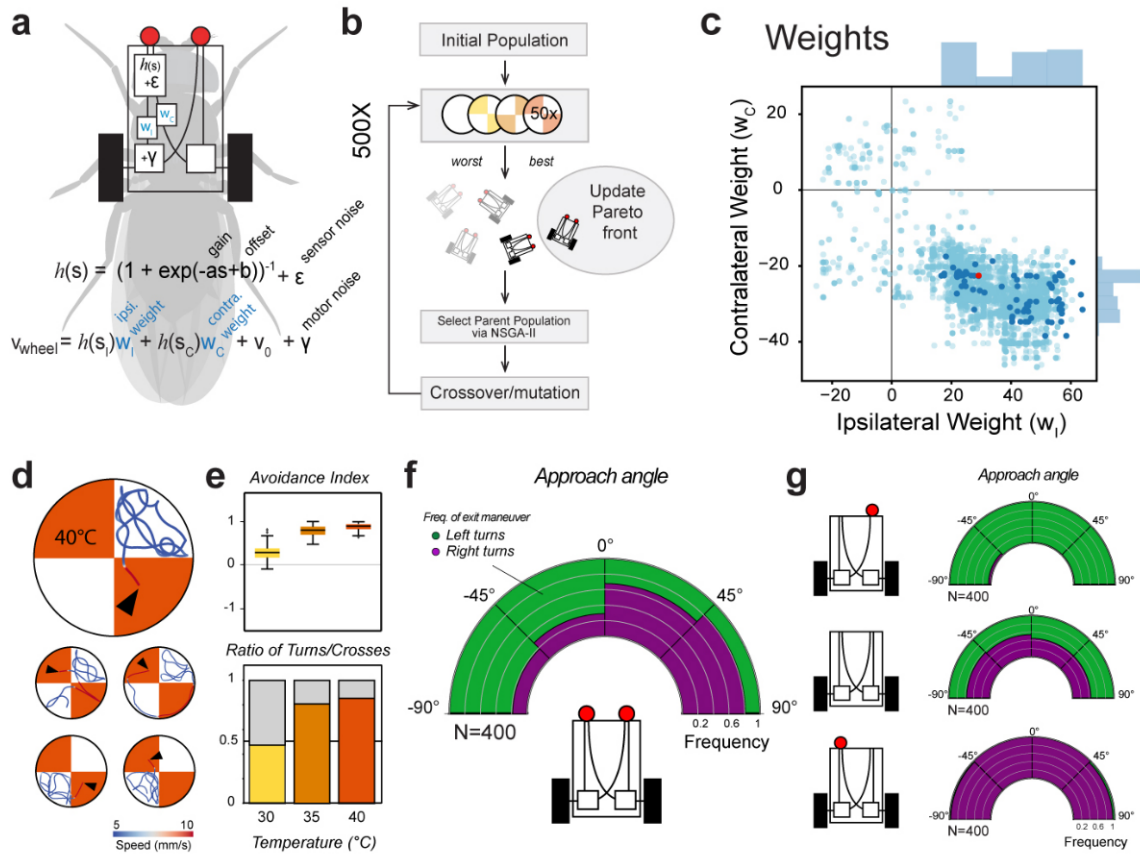 a
h(s)
+ε
w_I
w_C
+γ
gain
offset
sensor noise
h(s) = (1 + exp(-as+b))⁻¹ + ε
ipsi.
weight
contra.
weight
motor noise
v_wheel = h(s_I)w_I + h(s_C)w_C + v_0 + γ
b
Initial Population
50x
500X
worst
best
Update
Pareto
front
Select Parent Population
via NSGA-II
Crossover/mutation
c
Weights
Contralateral Weight (w_C)
20
0
−20
−40
−20
0
20
40
60
Ipsilateral Weight (w_I)
d
40°C
5
10
Speed (mm/s)
e
Avoidance Index
1
0
-1
Ratio of Turns/Crosses
1
0.5
0
30
35
40
Temperature (°C)
f
Approach angle
Freq. of exit maneuver
Left turns
Right turns
0°
-45°
45°
-90°
90°
N=400
0.2
0.6
1
Frequency
g
Approach angle
0°
-45°
45°
-90°
90°
N=400
0°
-45°
45°
-90°
90°
N=400
0°
-45°
45°
-90°
90°
N=400
0.2
0.6
1
Frequency